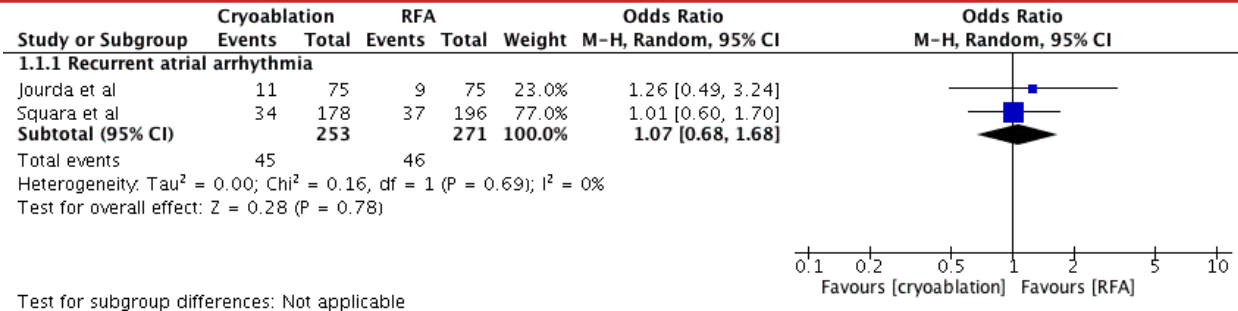 Cryoablation RFA Odds Ratio Odds Ratio
Study or Subgroup Events Total Events Total Weight M-H, Random, 95% CI M-H, Random, 95% CI
1.1.1 Recurrent atrial arrhythmia
Jourda et al 11 75 9 75 23.0% 1.26 [0.49, 3.24]
Squara et al 34 178 37 196 77.0% 1.01 [0.60, 1.70]
Subtotal (95% CI) 253 271 100.0% 1.07 [0.68, 1.68]
Total events 45 46
Heterogeneity: Tau² = 0.00; Chi² = 0.16, df = 1 (P = 0.69); I² = 0%
Test for overall effect: Z = 0.28 (P = 0.78)
0.1 0.2 0.5 1 2 5 10
Favours [cryoablation] Favours [RFA]
Test for subgroup differences: Not applicable